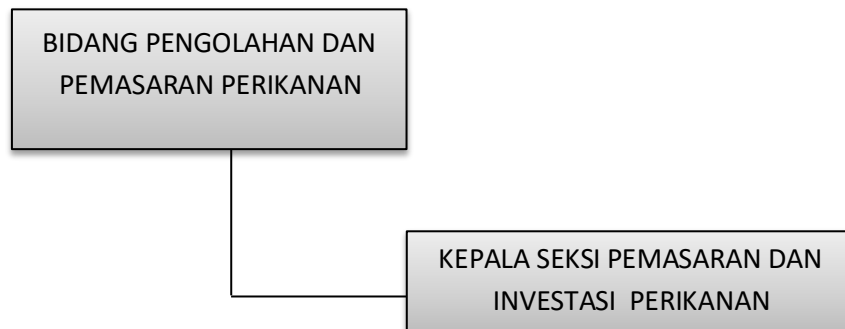 BIDANG PENGOLAHAN DAN
PEMASARAN PERIKANAN
KEPALA SEKSI PEMASARAN DAN
INVESTASI PERIKANAN